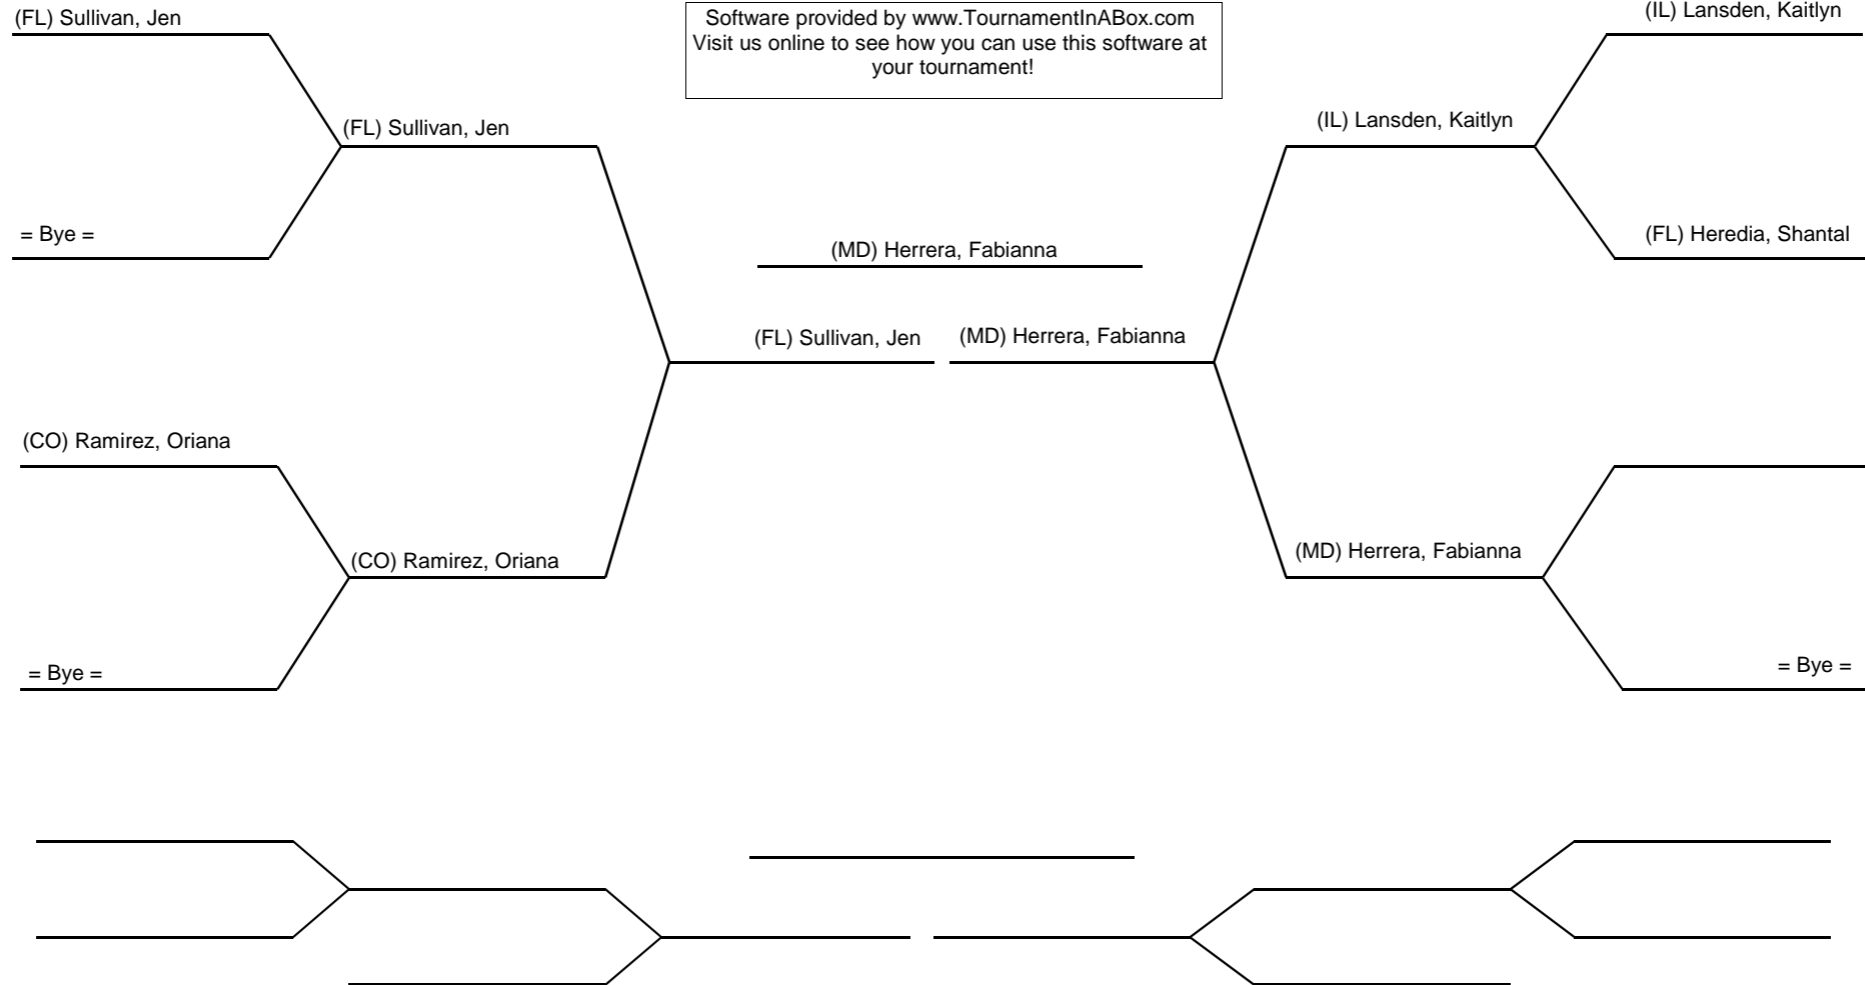 (FL) Sullivan, Jen
Software provided by www.TournamentInABox.com
Visit us online to see how you can use this software at
your tournament!
(IL) Lansden, Kaitlyn
(FL) Sullivan, Jen
(IL) Lansden, Kaitlyn
= Bye =
(MD) Herrera, Fabianna
(FL) Heredia, Shantal
(FL) Sullivan, Jen
(MD) Herrera, Fabianna
(CO) Ramirez, Oriana
(CO) Ramirez, Oriana
(MD) Herrera, Fabianna
= Bye =
= Bye =